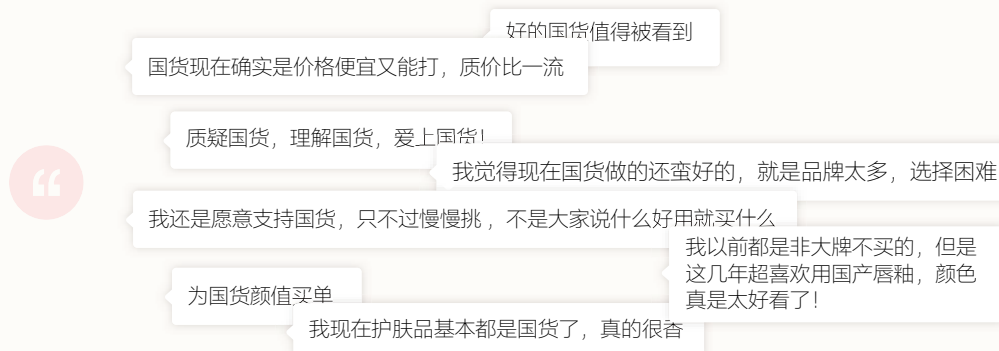 好的国货值得被看到
国货现在确实是价格便宜又能打，质价比一流
质疑国货，理解国货，爱上国货！
我觉得现在国货做的还蛮好的，就是品牌太多，选择困难
我还是愿意支持国货，只不过慢慢挑，不是大家说什么好用就买什么
我以前都是非大牌不买的，但是
这几年超喜欢用国产唇釉，颜色
真是太好看了！
为国货颜值买单
我现在护肤品基本都是国货了，真的很香